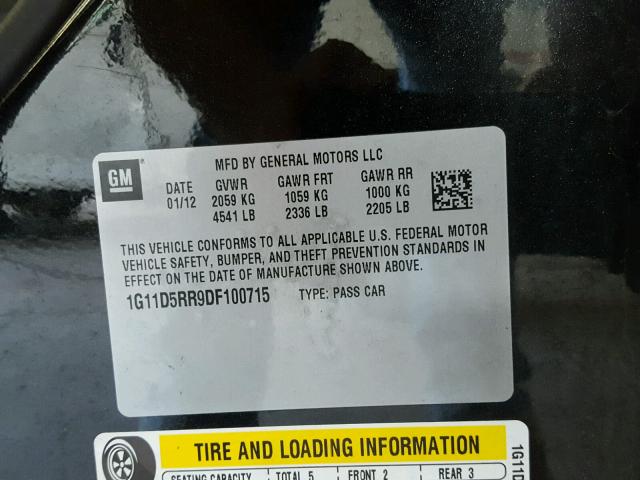 GM
MFD BY GENERAL MOTORS LLC
DATE GVWR GAWR FRT GAWR RR
01/12 2059 KG 1059 KG 1000 KG
4541 LB 2336 LB 2205 LB
THIS VEHICLE CONFORMS TO ALL APPLICABLE U.S. FEDERAL MOTOR
VEHICLE SAFETY, BUMPER, AND THEFT PREVENTION STANDARDS IN
EFFECT ON THE DATE OF MANUFACTURE SHOWN ABOVE.
1G11D5RR9DF100715 TYPE: PASS CAR
TIRE AND LOADING INFORMATION
SEATING CAPACITY TOTAL 5 FRONT 2 REAR 3
1G11D